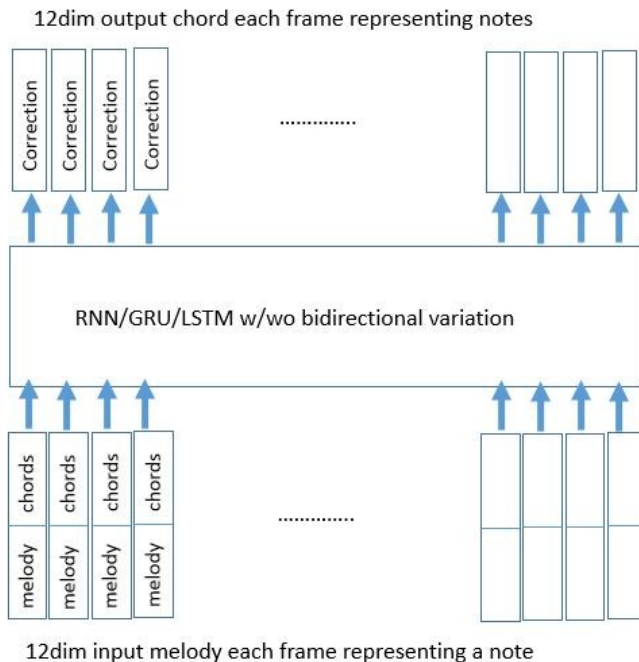 12dim output chord each frame representing notes
Correction
Correction
Correction
Correction
..............
RNN/GRU/LSTM w/wo bidirectional variation
chords
chords
chords
chords
..............
melody
melody
melody
melody
12dim input melody each frame representing a note